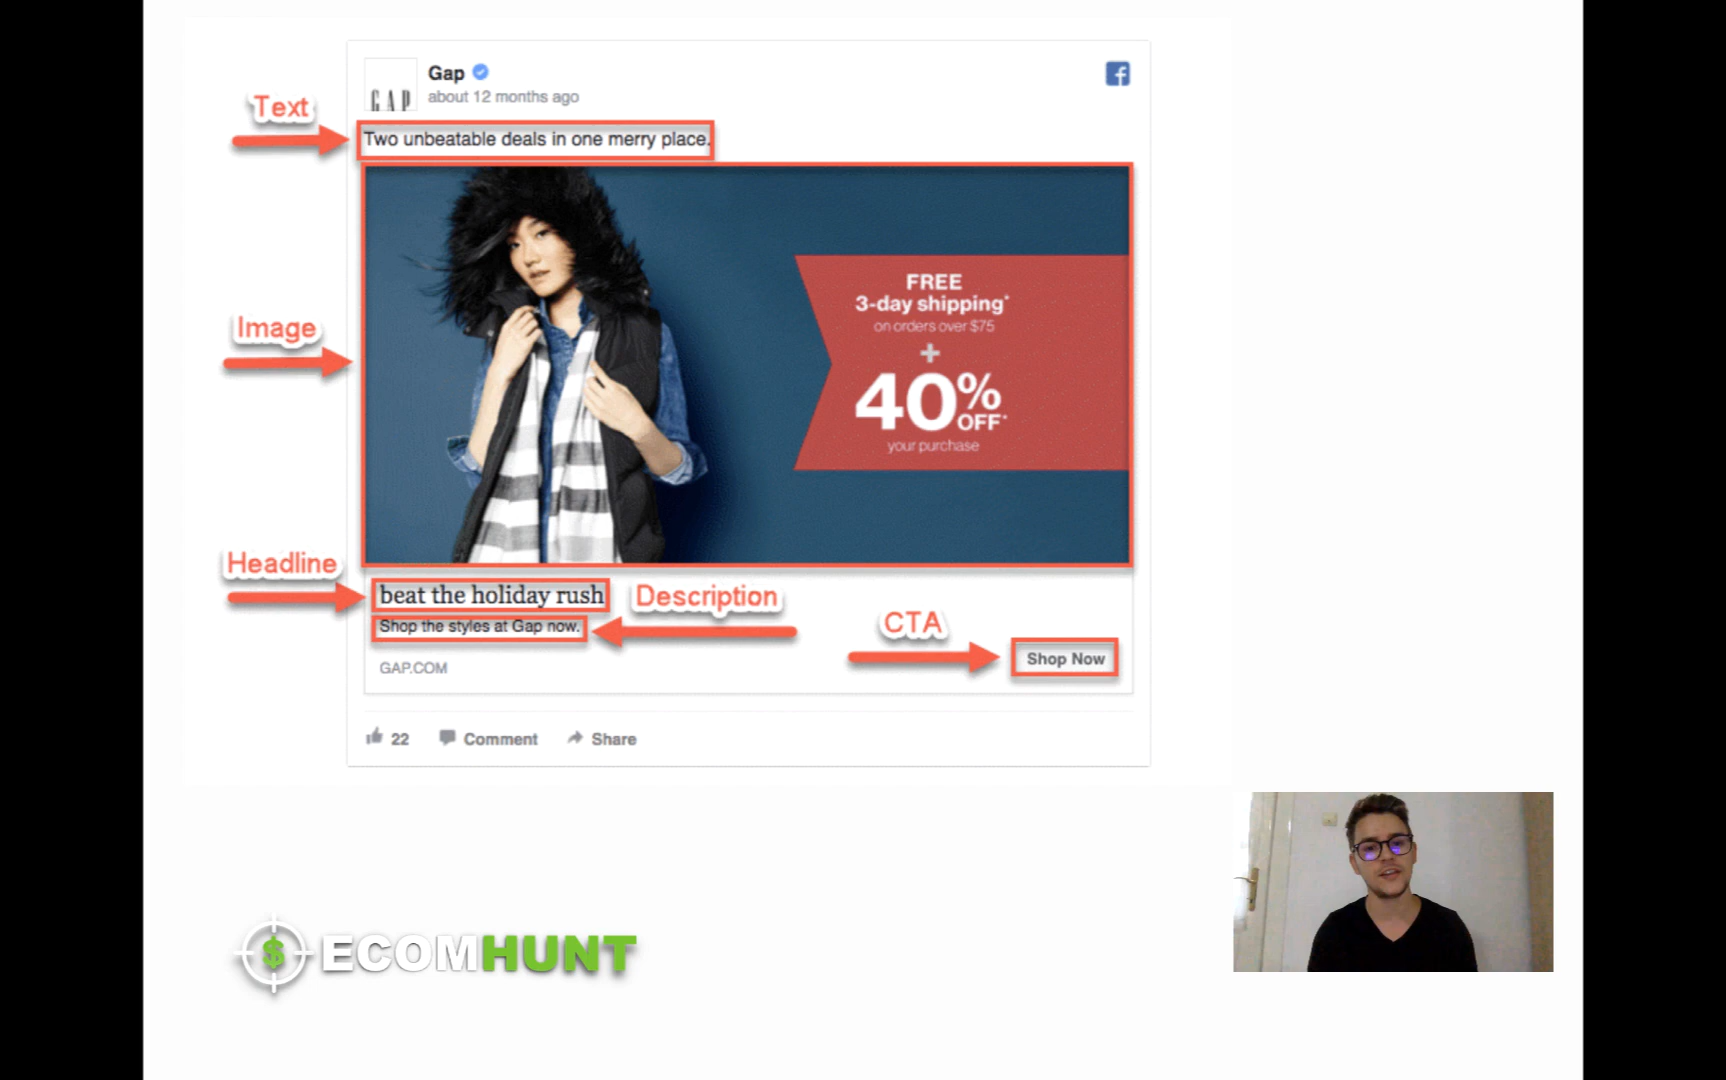 Gap
GAP
about 12 months ago
Text
Two unbeatable deals in one merry place.
Image
FREE
3-day shipping*
on orders over $75
+
40% OFF*
your purchase
Headline
beat the holiday rush
Description
Shop the styles at Gap now.
CTA
GAP.COM
Shop Now
22 Comment Share
$ ECOMHUNT